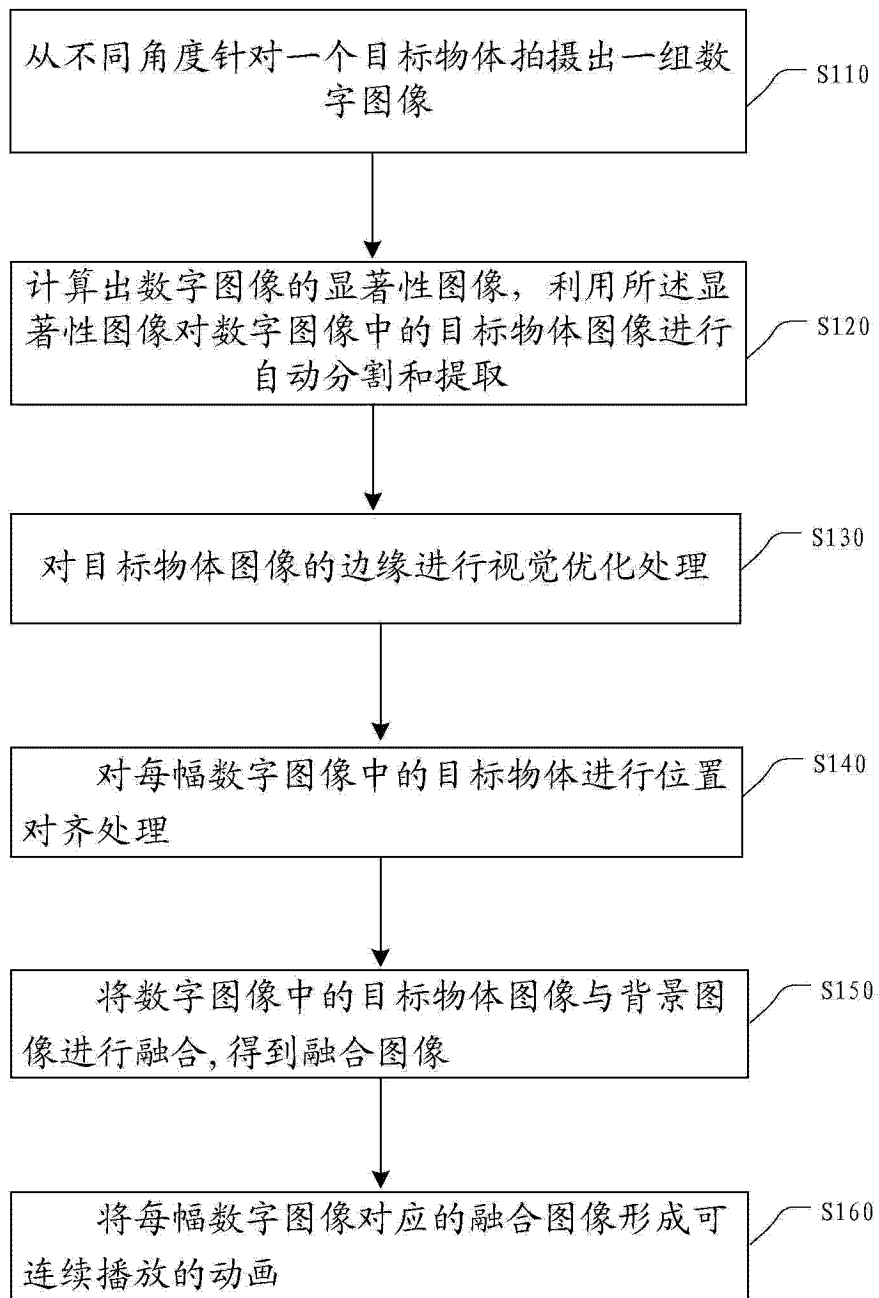 从不同角度针对一个目标物体拍摄出一组数
字图像
S110
计算出数字图像的显著性图像，利用所述显
著性图像对数字图像中的目标物体图像进行
自动分割和提取
S120
对目标物体图像的边缘进行视觉优化处理
S130
对每幅数字图像中的目标物体进行位置
对齐处理
S140
将数字图像中的目标物体图像与背景图
像进行融合,得到融合图像
S150
将每幅数字图像对应的融合图像形成可
连续播放的动画
S160